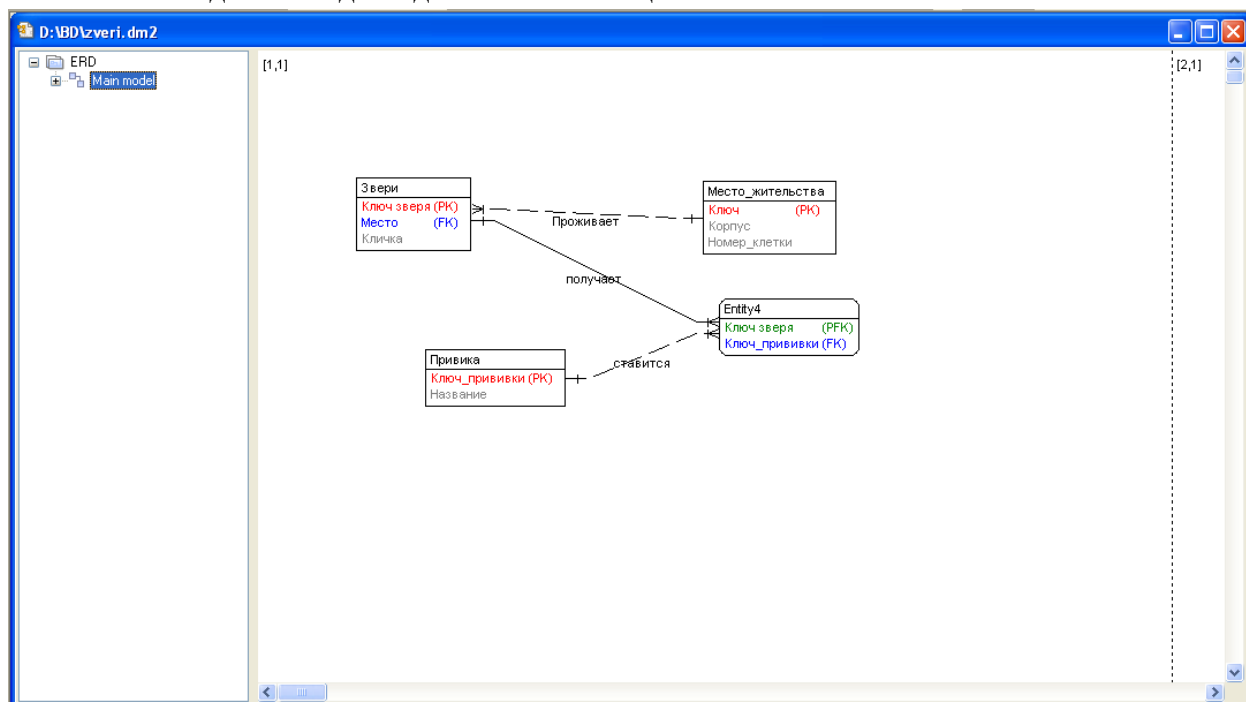 D:\BD\zveri.dm2
ERD
Main model
[1,1]
[2,1]
Звери
Ключ зверя (PK)
Место (FK)
Кличка
Проживает
Место_жительства
Ключ (PK)
Корпус
Номер_клетки
получает
Entity4
Ключ зверя (PFK)
Ключ_прививки (FK)
ставится
Привика
Ключ_прививки (PK)
Название